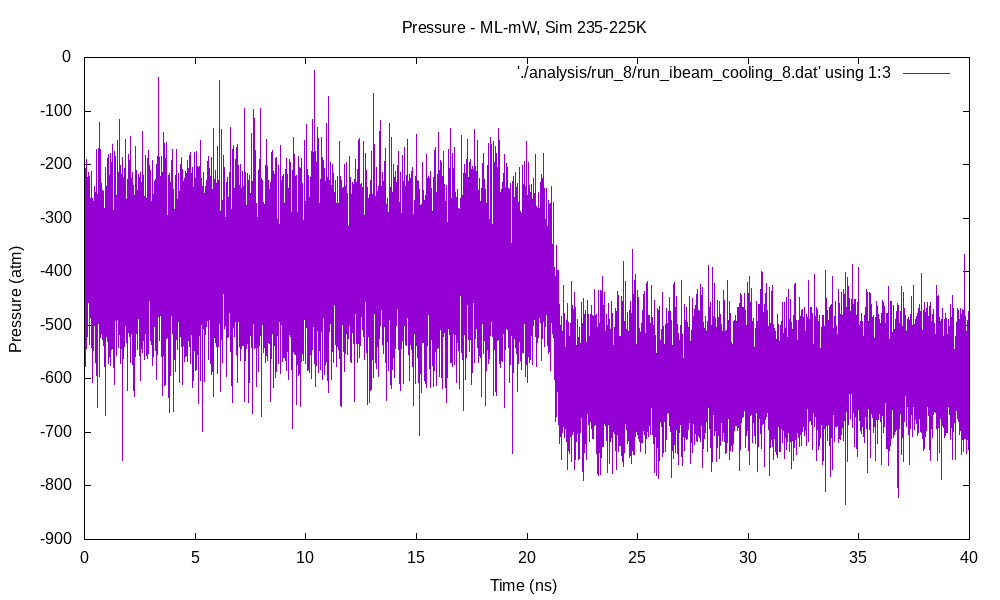 Pressure - ML-mW, Sim 235-225K
'./analysis/run_8/run_ibeam_cooling_8.dat' using 1:3
0
-100
-200
-300
-400
-500
-600
-700
-800
-900
Pressure (atm)
0 5 10 15 20 25 30 35 40
Time (ns)